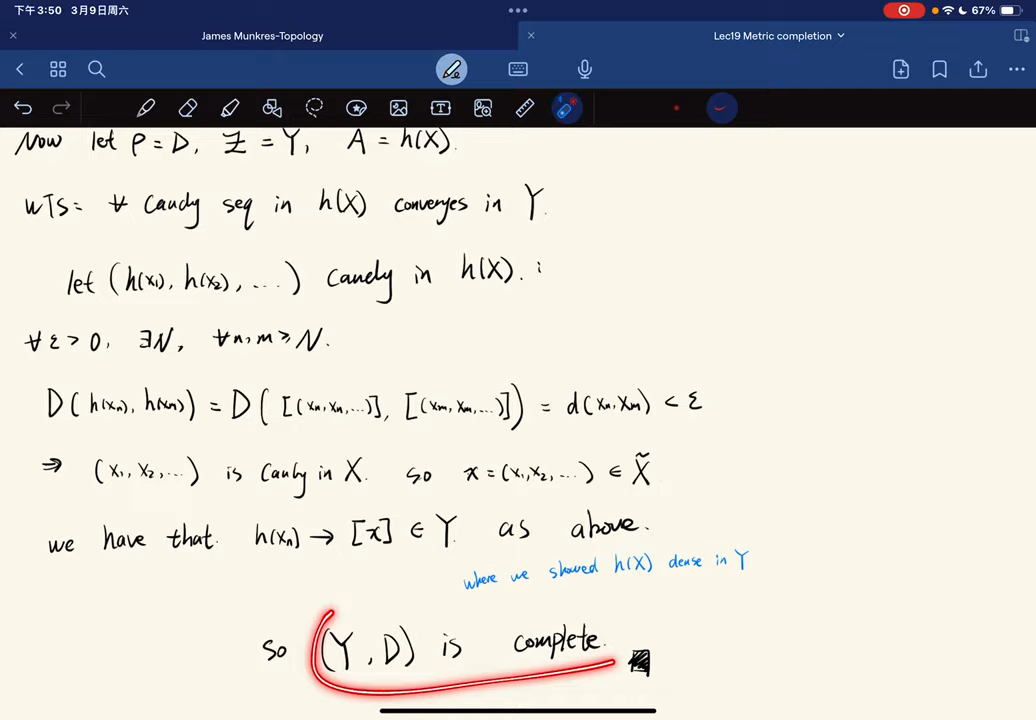 下午3:50 3月9日周六
67%
James Munkres-Topology
Lec19 Metric completion
Now let ρ = D, Z = Y, A = h(X).
WTS: ∀ Cauchy seq in h(X) converges in Y.
let (h(x₁), h(x₂), ...) cauchy in h(X). :
∀ε > 0, ∃N, ∀n,m ≥ N.
D(h(xₙ), h(xₘ)) = D([(xₙ,xₙ,...)], [(xₘ,xₘ,...)]) = d(xₙ,xₘ) < ε
⇒ (x₁, x₂, ...) is Cauchy in X. so x = (x₁,x₂, ...) ∈ X̃
we have that. h(xₙ) → [x] ∈ Y. as above.
where we showed h(X) dense in Y
so (Y, D) is complete.